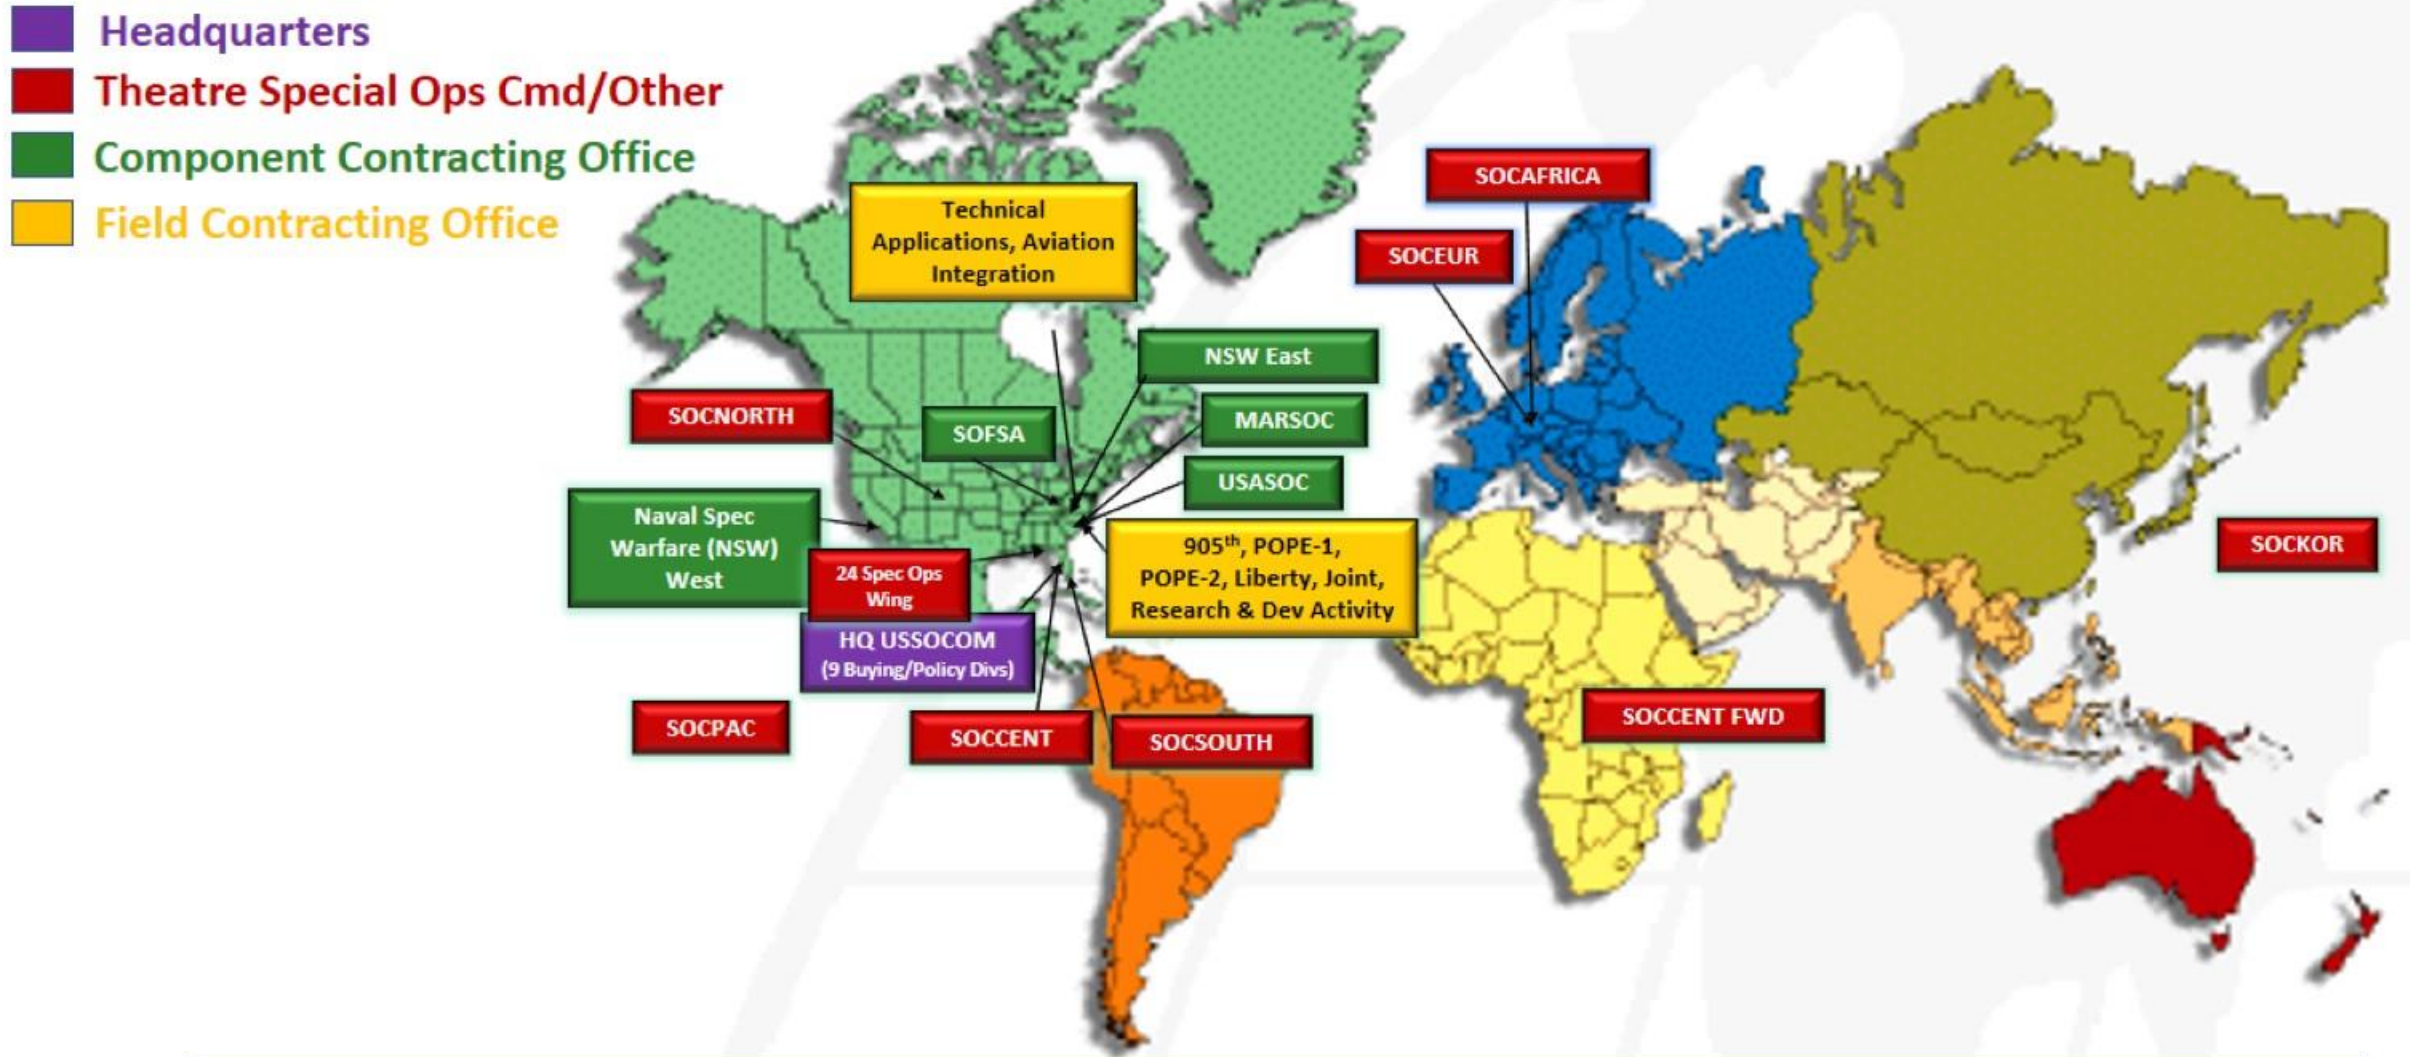 Headquarters
Theatre Special Ops Cmd/Other
Component Contracting Office
Field Contracting Office
Technical
Applications, Aviation
Integration
SOCAFRICA
SOCEUR
NSW East
SOCNORTH
SOFSA
MARSOC
USASOC
Naval Spec
Warfare (NSW)
West
24 Spec Ops
Wing
905th, POPE-1,
POPE-2, Liberty, Joint,
Research & Dev Activity
SOCKOR
HQ USSOCOM
(9 Buying/Policy Divs)
SOCPAC
SOCCENT
SOCSOUTH
SOCCENT FWD